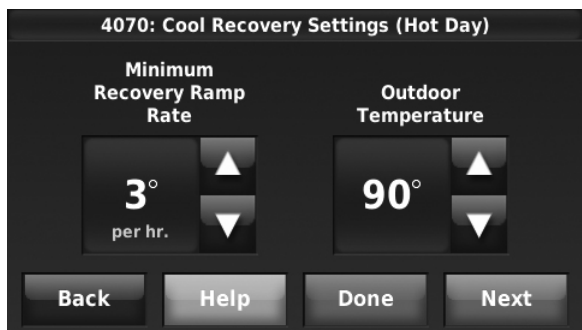 4070: Cool Recovery Settings (Hot Day)
Minimum
Recovery Ramp
Rate
Outdoor
Temperature
3°
per hr.
90°
Back
Help
Done
Next